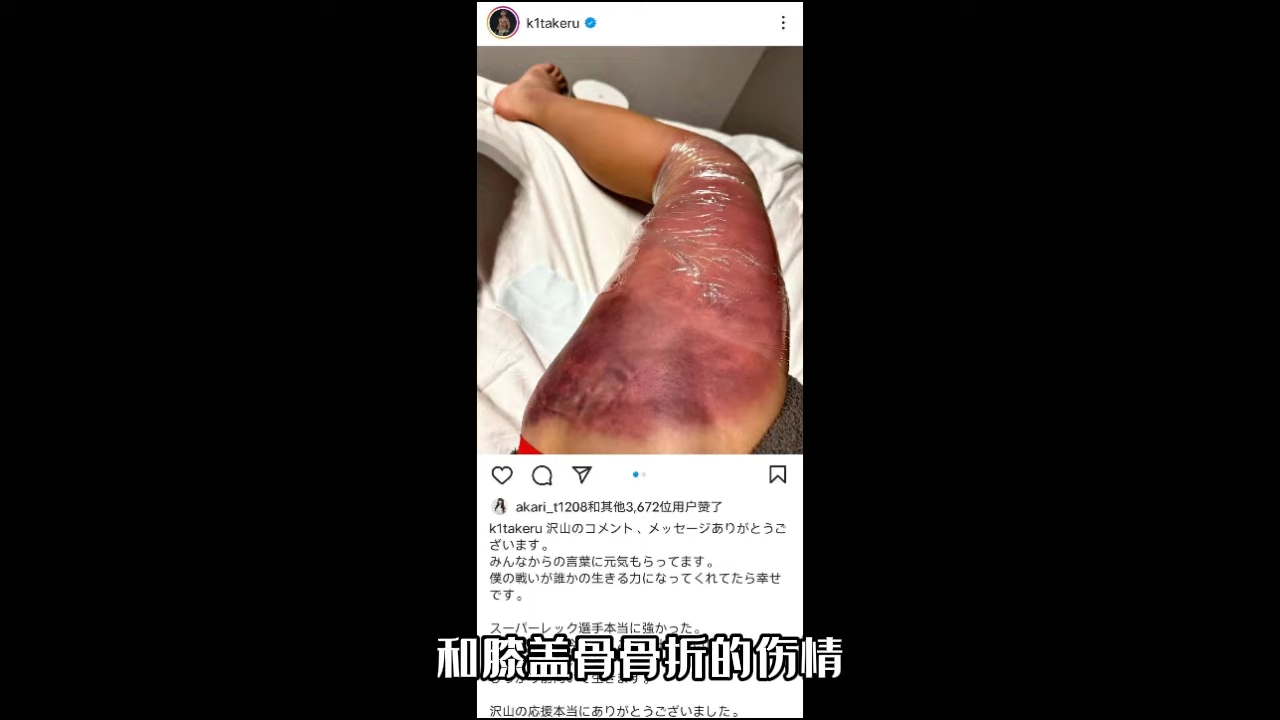 k1takeru
akari_t1208和其他3,672位用户赞了
k1takeru 沢山のコメント、メッセージありがとうご
ざいます。
みんなからの言葉に元気もらってます。
僕の戦いが誰かの生きる力になってくれてたら幸せ
です。
スーパーレック選手本当に強かった。
和膝盖骨骨折的伤情
沢山の応援本当にありがとうございました。